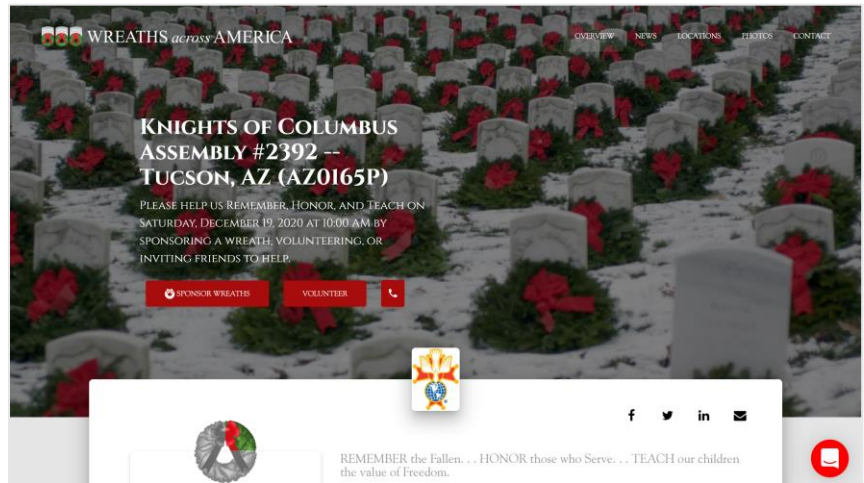 WREATHS across AMERICA
OVERVIEW NEWS LOCATIONS PHOTOS CONTACT
KNIGHTS OF COLUMBUS
ASSEMBLY #2392 --
TUCSON, AZ (AZ0165P)
PLEASE HELP US REMEMBER, HONOR, AND TEACH ON
SATURDAY, DECEMBER 19, 2020 AT 10:00 AM BY
SPONSORING A WREATH, VOLUNTEERING, OR
INVITING FRIENDS TO HELP.
SPONSOR WREATHS VOLUNTEER
REMEMBER the Fallen. . . HONOR those who Serve. . . TEACH our children
the value of Freedom.